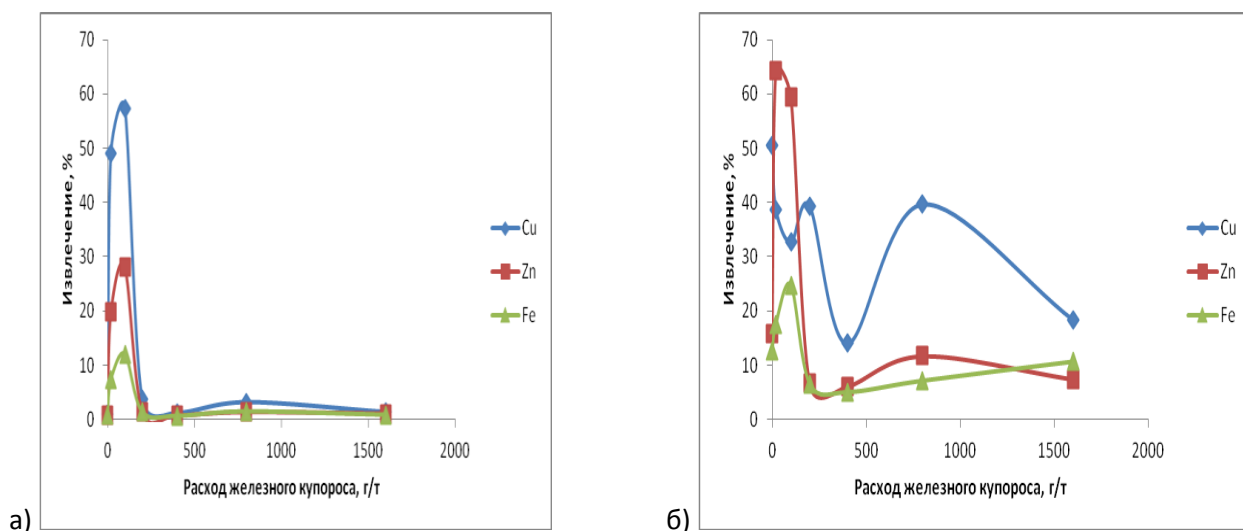 70
60
50
40
30
20
10
0
Извлечение, %
0 500 1000 1500 2000
Расход железного купороса, г/т
Cu
Zn
Fe
а)
70
60
50
40
30
20
10
0
Извлечение, %
0 500 1000 1500 2000
Расход железного купороса, г/т
Cu
Zn
Fe
б)